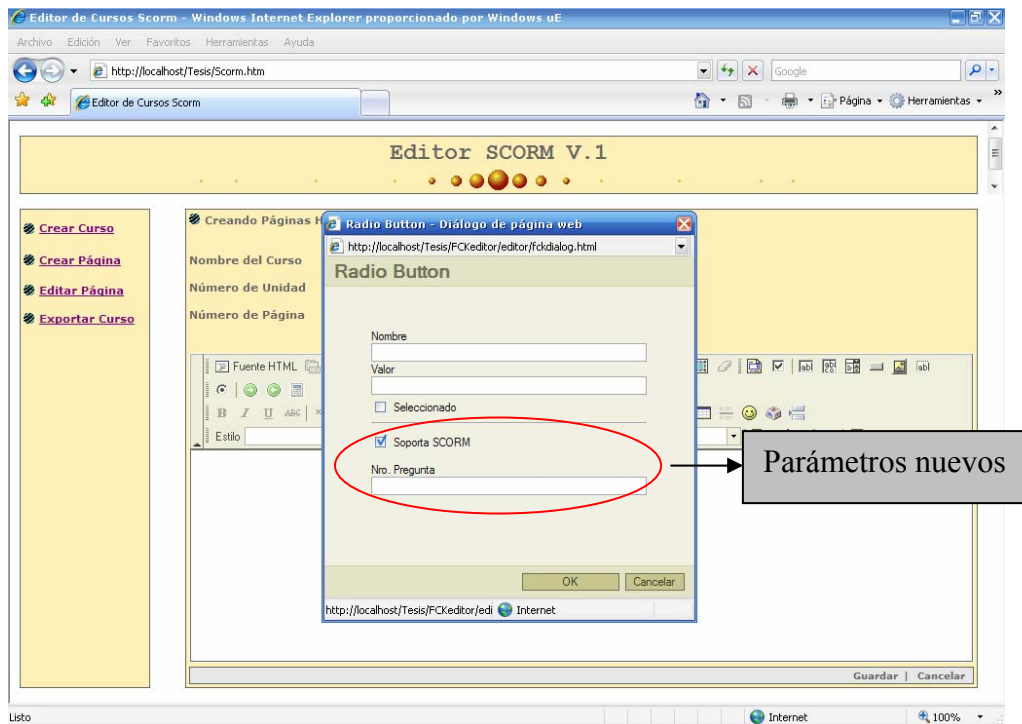 Editor de Cursos Scorm - Windows Internet Explorer proporcionado por Windows uE
Archivo Edición Ver Favoritos Herramientas Ayuda
http://localhost/Tesis/Scorm.htm
Google
Editor de Cursos Scorm
Página
Herramientas
»
Editor SCORM V.1
Crear Curso
Crear Página
Editar Página
Exportar Curso
Creando Páginas H
Nombre del Curso
Número de Unidad
Número de Página
Fuente HTML
B I U ABC
Estilo
Radio Button - Diálogo de página web
http://localhost/Tesis/FCKeditor/editor/fckdialog.html
Radio Button
Nombre
Valor
Seleccionado
Soporta SCORM
Nro. Pregunta
OK Cancelar
http://localhost/Tesis/FCKeditor/edi Internet
Parámetros nuevos
Guardar | Cancelar
Listo
Internet
100%